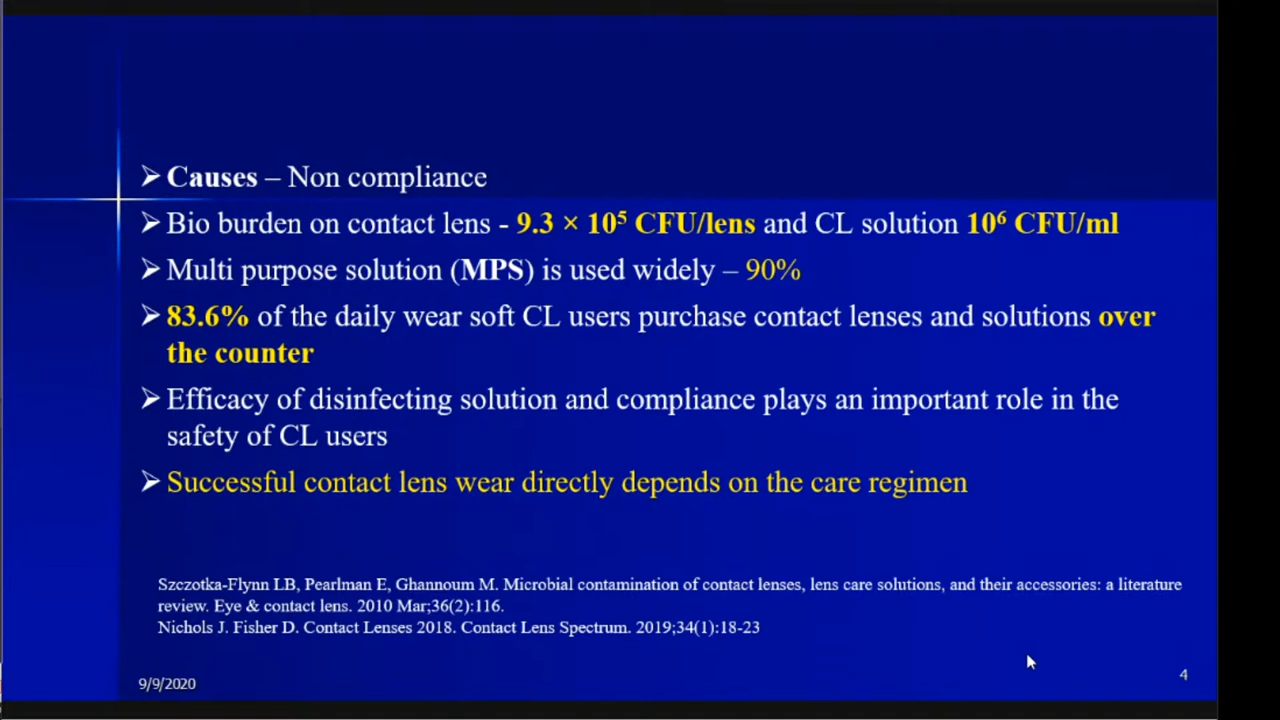 ➢ Causes – Non compliance
➢ Bio burden on contact lens - 9.3 × 10⁵ CFU/lens and CL solution 10⁶ CFU/ml
➢ Multi purpose solution (MPS) is used widely – 90%
➢ 83.6% of the daily wear soft CL users purchase contact lenses and solutions over
the counter
➢ Efficacy of disinfecting solution and compliance plays an important role in the
safety of CL users
➢ Successful contact lens wear directly depends on the care regimen
Szczotka-Flynn LB, Pearlman E, Ghannoum M. Microbial contamination of contact lenses, lens care solutions, and their accessories: a literature
review. Eye & contact lens. 2010 Mar;36(2):116.
Nichols J. Fisher D. Contact Lenses 2018. Contact Lens Spectrum. 2019;34(1):18-23
9/9/2020
4